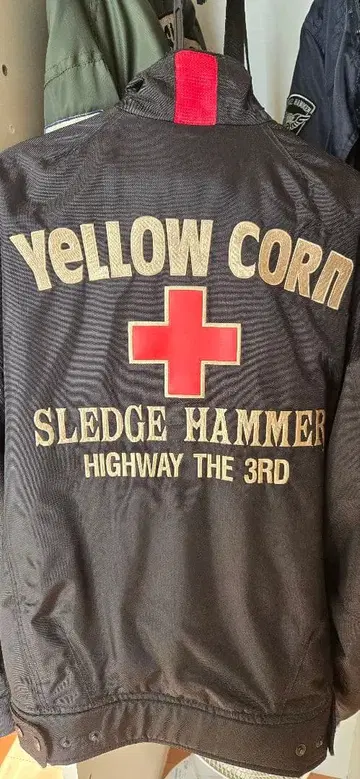 YeLLOW CORn
SLEDGE HAMMER
HIGHWAY THE 3RD